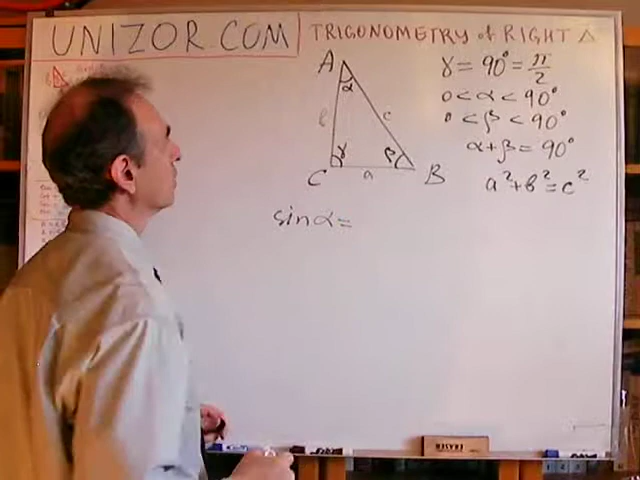 UNIZOR.COM
TRIGONOMETRY of RIGHT Δ
A
α
b
c
γ
β
C
a
B
γ = 90° = π/2
0 < α < 90°
0 < β < 90°
α + β = 90°
a² + b² = c²
sin α =